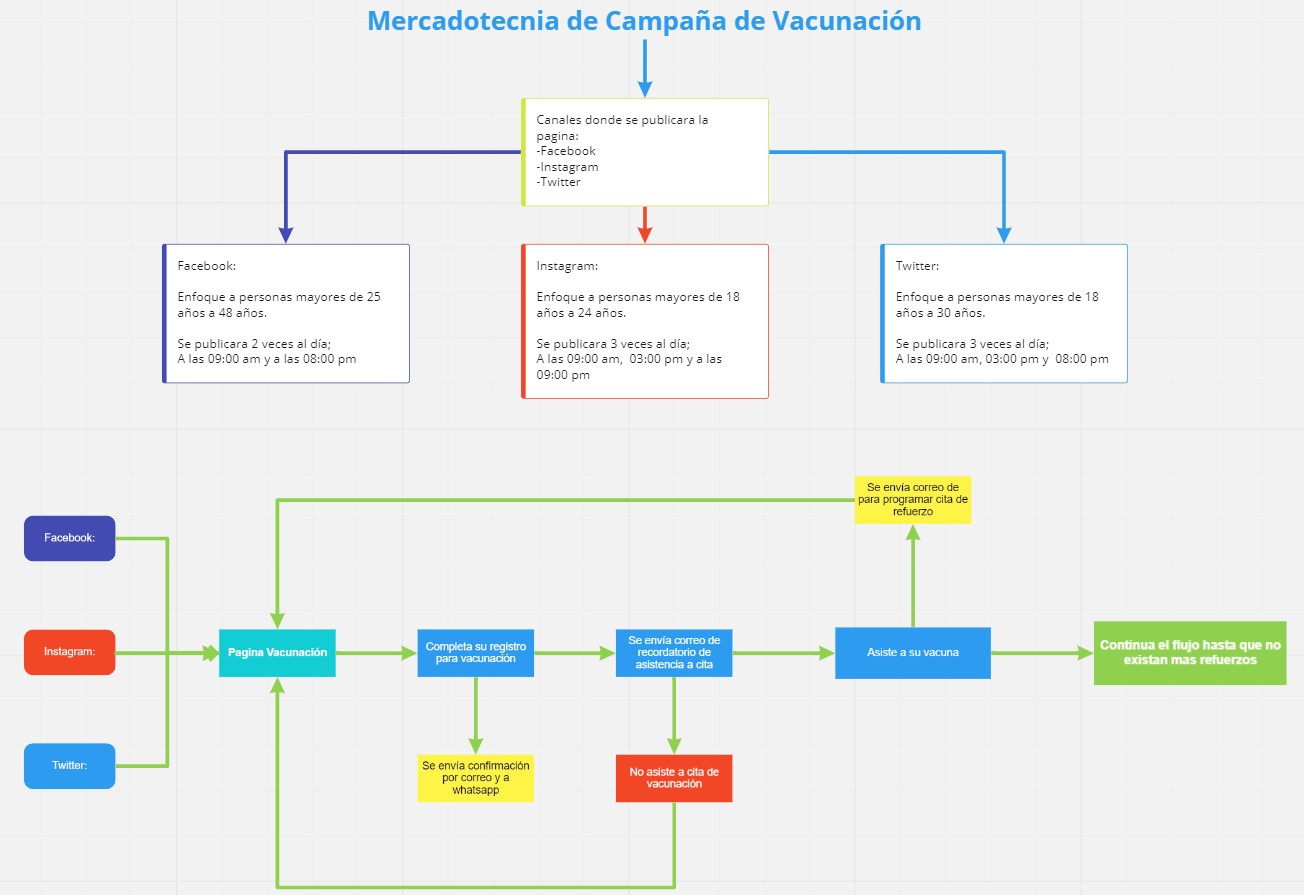 Mercadotecnia de Campaña de Vacunación
Canales donde se publicara la
pagina:
-Facebook
-Instagram
-Twitter
Facebook:
Enfoque a personas mayores de 25
años a 48 años.
Se publicara 2 veces al día;
A las 09:00 am y a las 08:00 pm
Instagram:
Enfoque a personas mayores de 18
años a 24 años.
Se publicara 3 veces al día;
A las 09:00 am,  03:00 pm y a las
09:00 pm
Twitter:
Enfoque a personas mayores de 18
años a 30 años.
Se publicara 3 veces al día;
A las 09:00 am, 03:00 pm y  08:00 pm
Se envía correo de
para programar cita de
refuerzo
Facebook:
Instagram:
Twitter:
Pagina Vacunación
Completa su registro
para vacunación
Se envía correo de
recordatorio de
asistencia a cita
Asiste a su vacuna
Continua el flujo hasta que no
existan mas refuerzos
Se envía confirmación
por correo y a
whatsapp
No asiste a cita de
vacunación